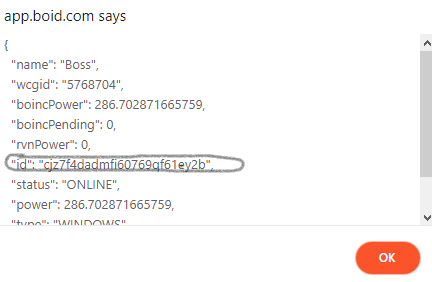 app.boid.com says
{
"name": "Boss",
"wcgid": "5768704",
"boincPower": 286.702871665759,
"boincPending": 0,
"rvnPower": 0,
"id": "cjz7f4dadmfi60769qf61ey2b",
"status": "ONLINE",
"power": 286.702871665759,
"type": "WINDOWS",
OK